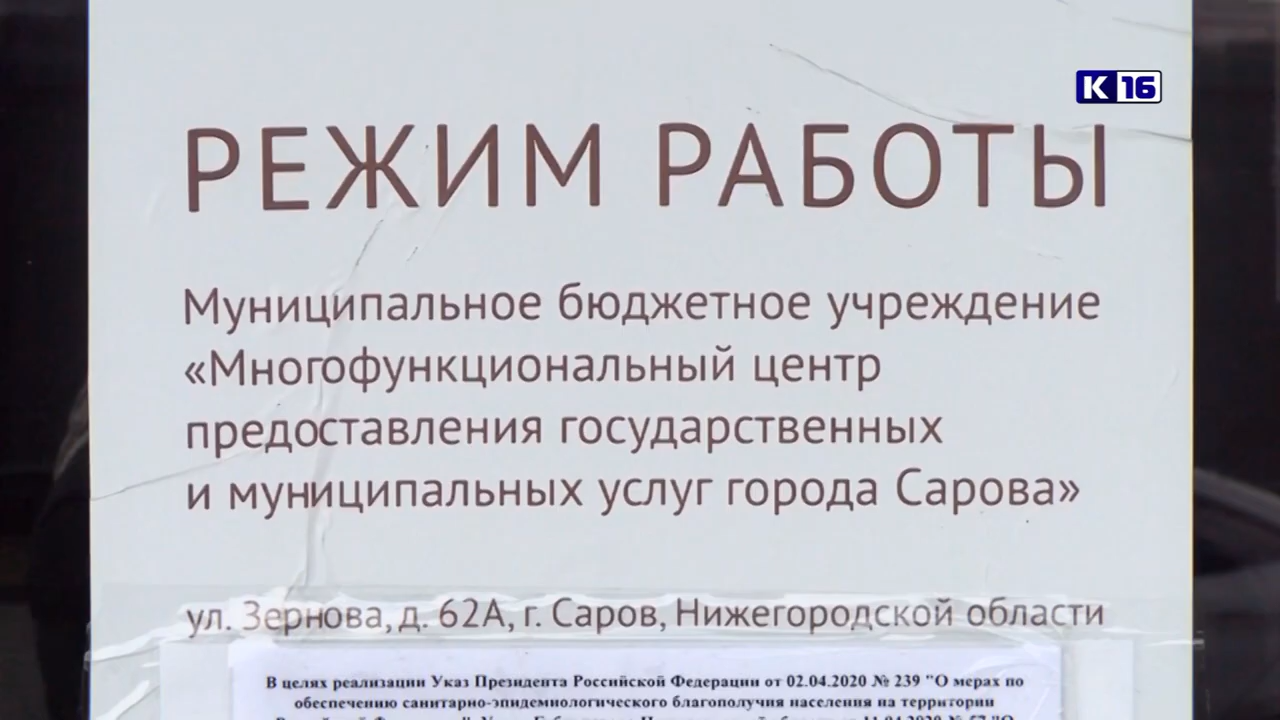 К 16
РЕЖИМ РАБОТЫ
Муниципальное бюджетное учреждение
«Многофункциональный центр
предоставления государственных
и муниципальных услуг города Сарова»
ул. Зернова, д. 62А, г. Саров, Нижегородской области
В целях реализации Указ Президента Российской Федерации от 02.04.2020 № 239 "О мерах по
обеспечению санитарно-эпидемиологического благополучия населения на территории